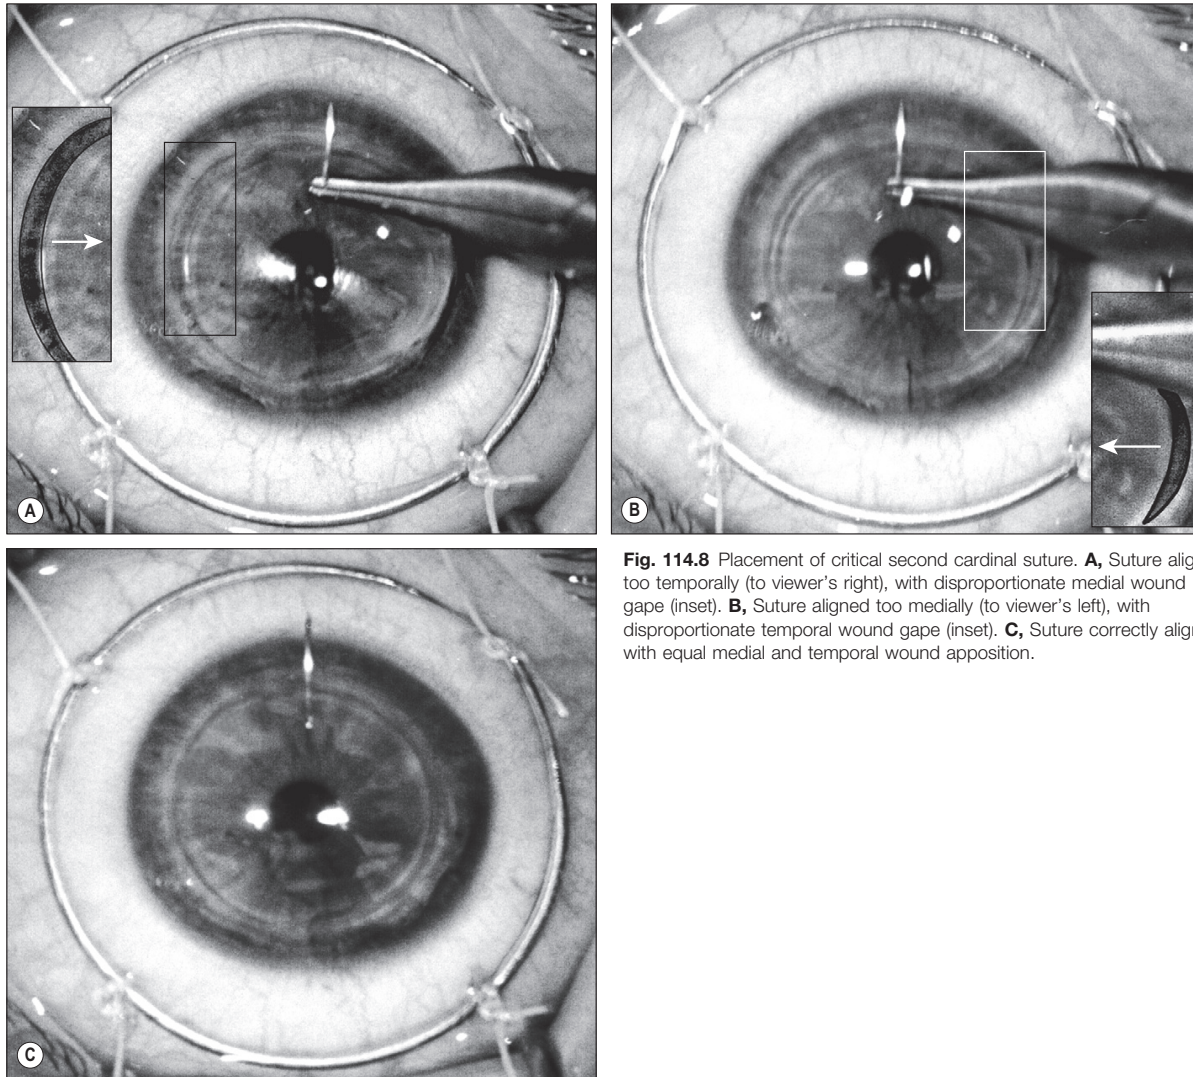 A
B
Fig. 114.8 Placement of critical second cardinal suture. A, Suture alig
too temporally (to viewer's right), with disproportionate medial wound
gape (inset). B, Suture aligned too medially (to viewer's left), with
disproportionate temporal wound gape (inset). C, Suture correctly align
with equal medial and temporal wound apposition.
C